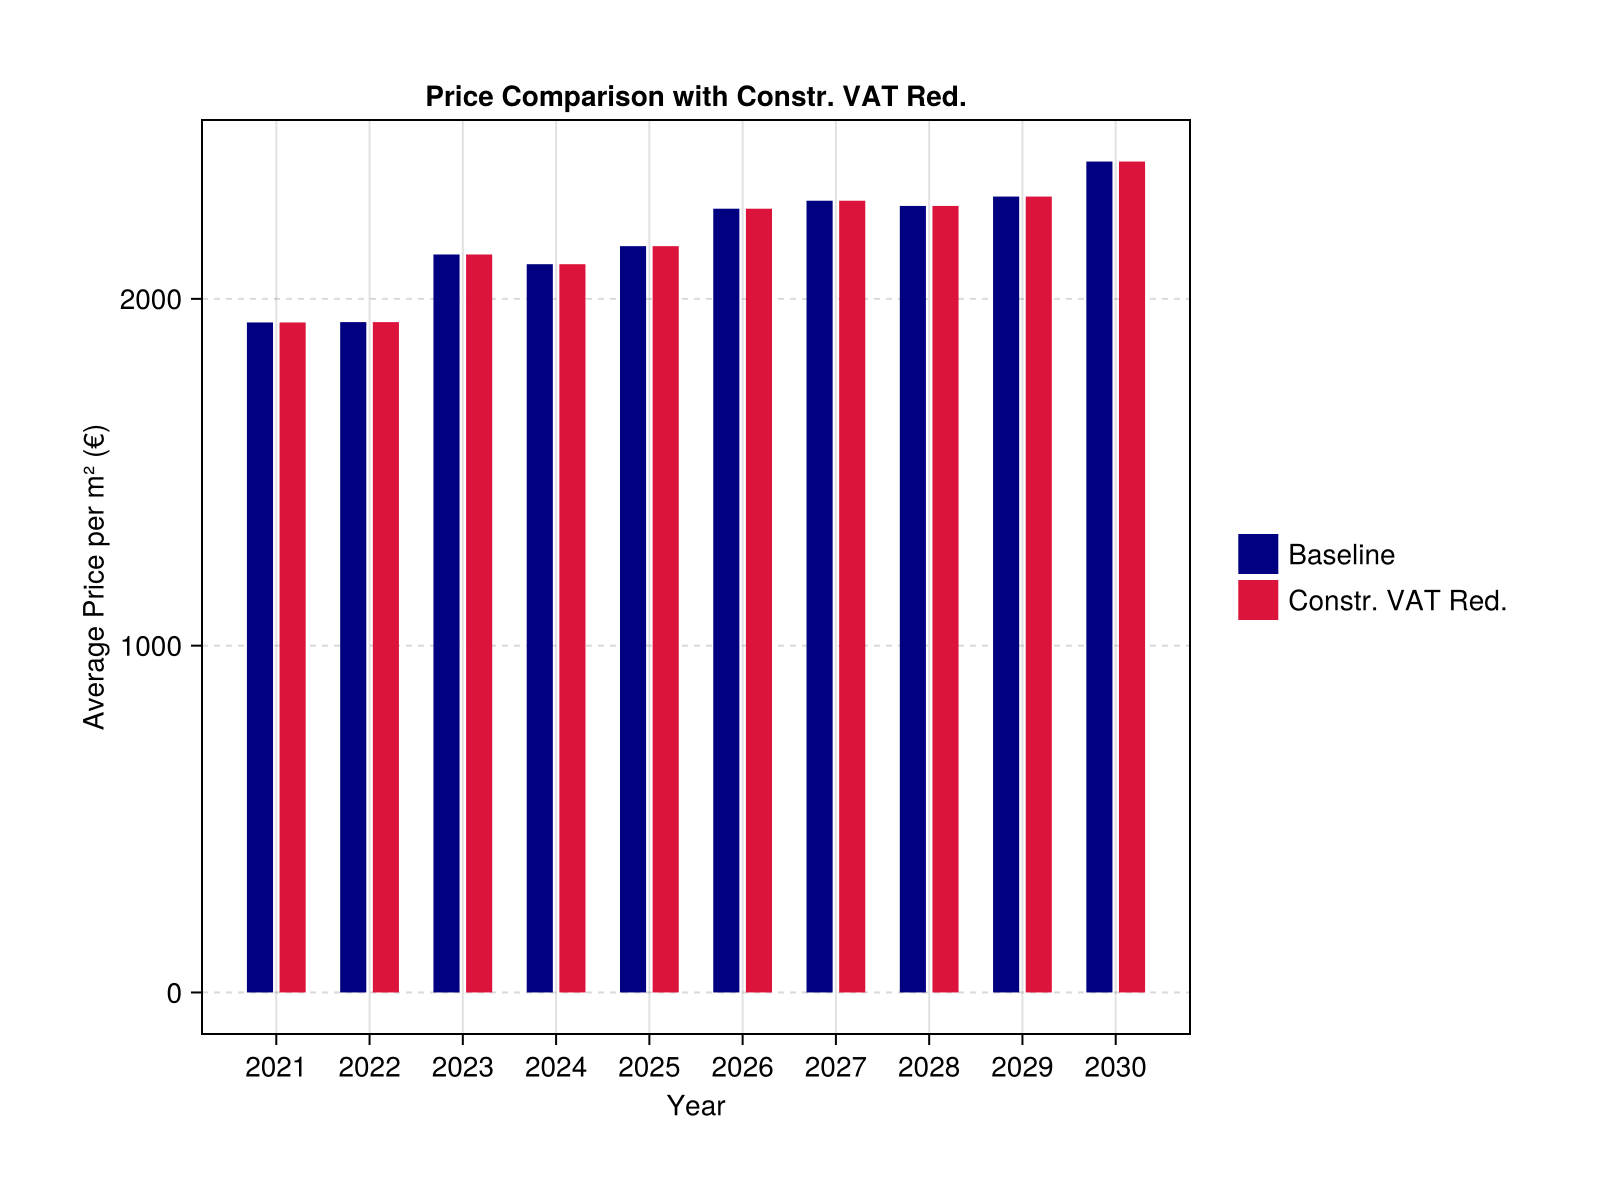 Price Comparison with Constr. VAT Red.
Average Price per m² (€)
2000
1000
0
2021 2022 2023 2024 2025 2026 2027 2028 2029 2030
Year
Baseline
Constr. VAT Red.